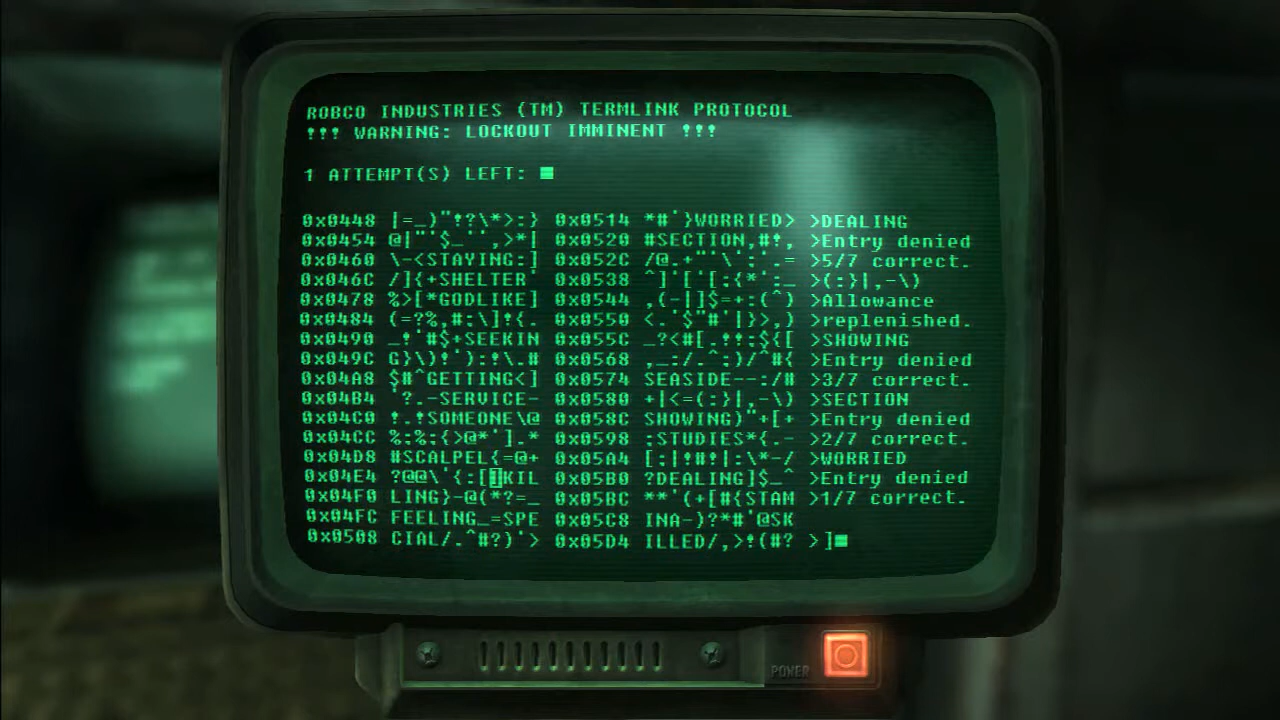 ROBCO INDUSTRIES (TM) TERMLINK PROTOCOL
!!! WARNING: LOCKOUT IMMINENT !!!
1 ATTEMPT(S) LEFT: ■
0x0448 |=_)"!?\*>:} 0x0514 *#'}WORRIED> >DEALING
0x0454 @|"'$_'',>*| 0x0520 #SECTION,#!, >Entry denied
0x0460 \-<STAYING:] 0x052C /@.+"'\';'.= >5/7 correct.
0x046C /]{+SHELTER' 0x0538 ^]'['[;{*':_ >(:}|,-\)
0x0478 %>[*GODLIKE] 0x0544 ,(-|]$=+:(^) >Allowance
0x0484 (=?%,#;\]!{. 0x0550 <.'$"#'|}>,) >replenished.
0x0490 _!'#$+SEEKIN 0x055C _?<#[.!!;${[ >SHOWING
0x049C G}\)!'):!\.# 0x0568 ,_:/.^;)/^#{ >Entry denied
0x04A8 $#^GETTING<] 0x0574 SEASIDE--:/# >3/7 correct.
0x04B4 '?.-SERVICE- 0x0580 +|<=(:}|,-\) >SECTION
0x04C0 !.!SOMEONE\@ 0x058C SHOWING)"+[+ >Entry denied
0x04CC %;%;{>@*'].* 0x0598 ;STUDIES*{.- >2/7 correct.
0x04D8 #SCALPEL{=@+ 0x05A4 [;|!#!|:\*-/ >WORRIED
0x04E4 ?@@\'{:[]KIL 0x05B0 ?DEALING]$_^ >Entry denied
0x04F0 LING}-@(*?=_ 0x05BC **'(+[#{STAM >1/7 correct.
0x04FC FEELING_=SPE 0x05C8 INA-)?*#'@SK
0x0508 CIAL/.^#?)'> 0x05D4 ILLED/,>!(#? >]■
POWER